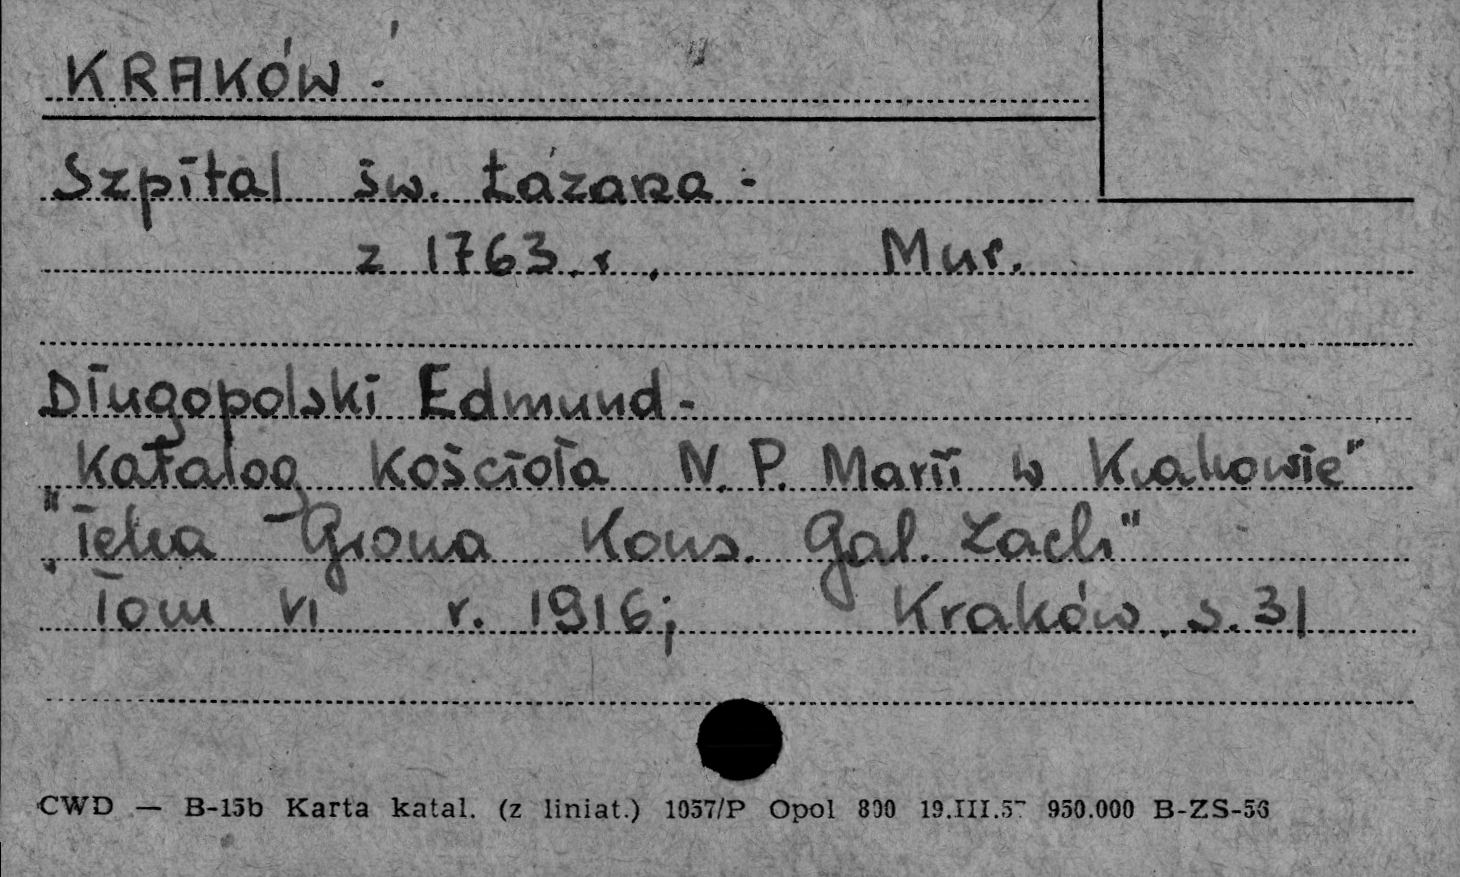 KRAKÓW -
Szpital św. Łazarza -
z 1763 r., Mur.
Długopolski Edmund -
Katalog Kościoła N.P. Marii w Krakowie"
"Teka Grona Kons. Gal. Zach"
Tom VI r. 1916; Kraków, s. 31
CWD — B-15b Karta katal. (z liniat.) 1057/P Opol 800 19.III.57 950.000 B-ZS-56